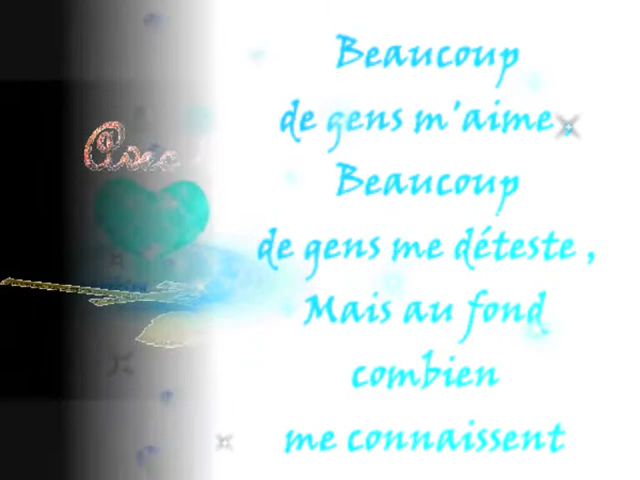 Beaucoup
de gens m'aime
Beaucoup
de gens me déteste ,
Mais au fond
combien
me connaissent